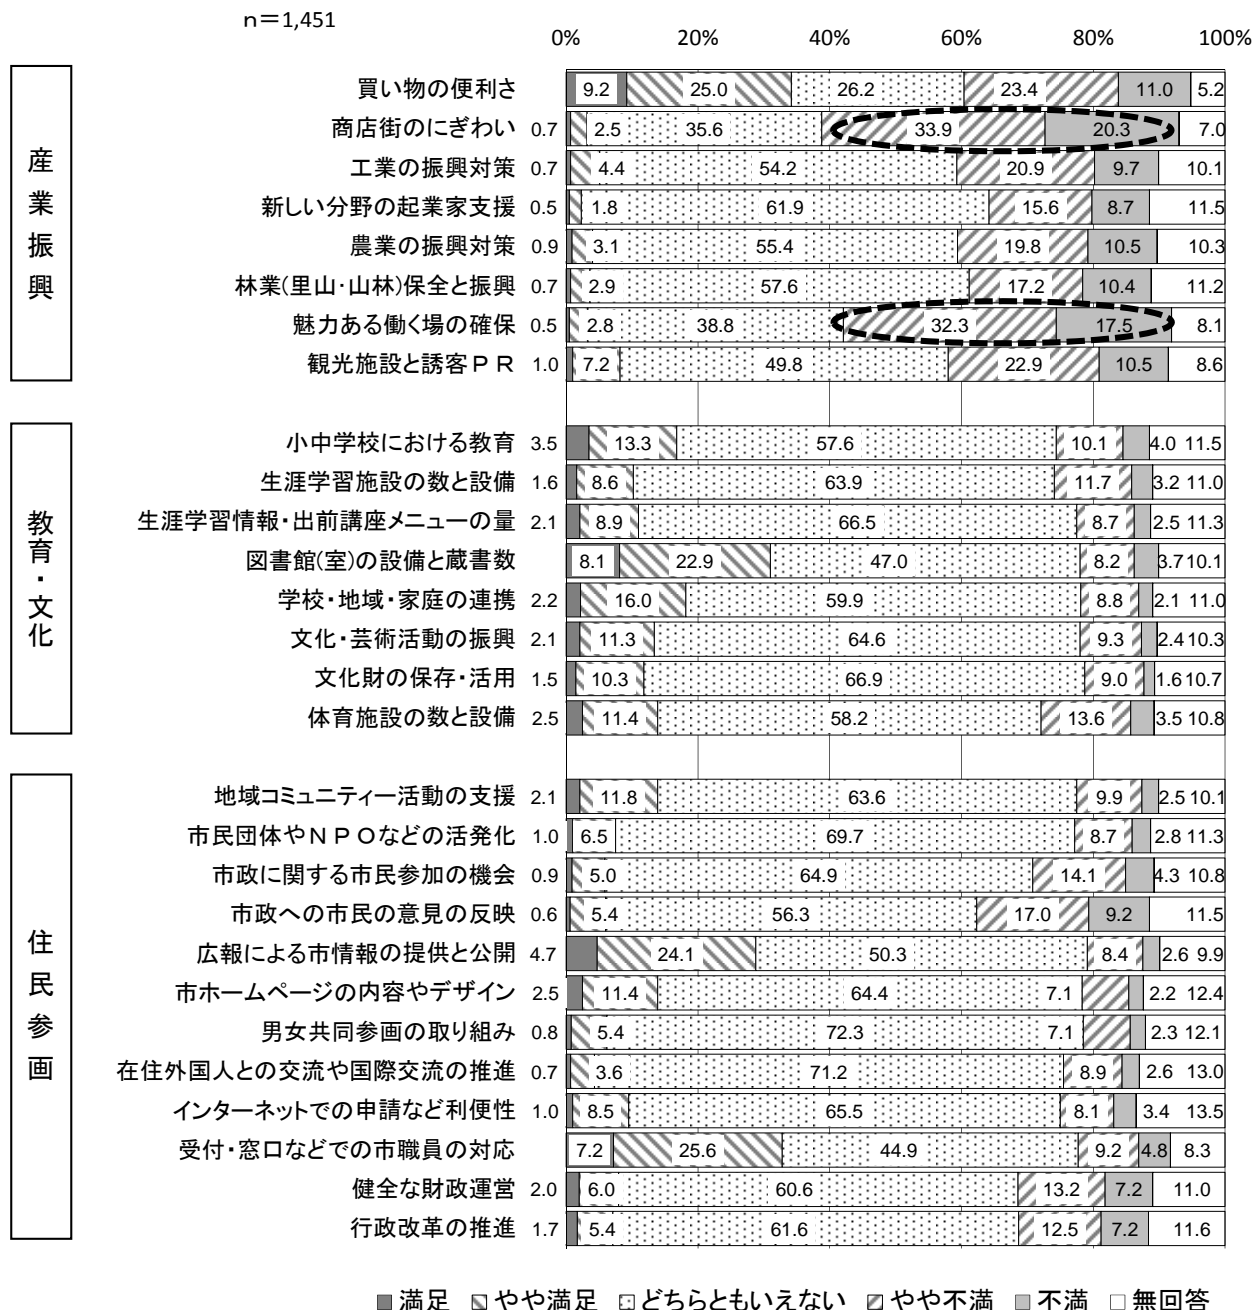 n＝1,451
0% 20% 40% 60% 80% 100%
産業振興
買い物の便利さ 9.2 25.0 26.2 23.4 11.0 5.2
商店街のにぎわい 0.7 2.5 35.6 33.9 20.3 7.0
工業の振興対策 0.7 4.4 54.2 20.9 9.7 10.1
新しい分野の起業家支援 0.5 1.8 61.9 15.6 8.7 11.5
農業の振興対策 0.9 3.1 55.4 19.8 10.5 10.3
林業(里山・山林)保全と振興 0.7 2.9 57.6 17.2 10.4 11.2
魅力ある働く場の確保 0.5 2.8 38.8 32.3 17.5 8.1
観光施設と誘客ＰＲ 1.0 7.2 49.8 22.9 10.5 8.6
教育・文化
小中学校における教育 3.5 13.3 57.6 10.1 4.0 11.5
生涯学習施設の数と設備 1.6 8.6 63.9 11.7 3.2 11.0
生涯学習情報・出前講座メニューの量 2.1 8.9 66.5 8.7 2.5 11.3
図書館(室)の設備と蔵書数 8.1 22.9 47.0 8.2 3.7 10.1
学校・地域・家庭の連携 2.2 16.0 59.9 8.8 2.1 11.0
文化・芸術活動の振興 2.1 11.3 64.6 9.3 2.4 10.3
文化財の保存・活用 1.5 10.3 66.9 9.0 1.6 10.7
体育施設の数と設備 2.5 11.4 58.2 13.6 3.5 10.8
住民参画
地域コミュニティー活動の支援 2.1 11.8 63.6 9.9 2.5 10.1
市民団体やＮＰＯなどの活発化 1.0 6.5 69.7 8.7 2.8 11.3
市政に関する市民参加の機会 0.9 5.0 64.9 14.1 4.3 10.8
市政への市民の意見の反映 0.6 5.4 56.3 17.0 9.2 11.5
広報による市情報の提供と公開 4.7 24.1 50.3 8.4 2.6 9.9
市ホームページの内容やデザイン 2.5 11.4 64.4 7.1 2.2 12.4
男女共同参画の取り組み 0.8 5.4 72.3 7.1 2.3 12.1
在住外国人との交流や国際交流の推進 0.7 3.6 71.2 8.9 2.6 13.0
インターネットでの申請など利便性 1.0 8.5 65.5 8.1 3.4 13.5
受付・窓口などでの市職員の対応 7.2 25.6 44.9 9.2 4.8 8.3
健全な財政運営 2.0 6.0 60.6 13.2 7.2 11.0
行政改革の推進 1.7 5.4 61.6 12.5 7.2 11.6
満足 やや満足 どちらともいえない やや不満 不満 無回答